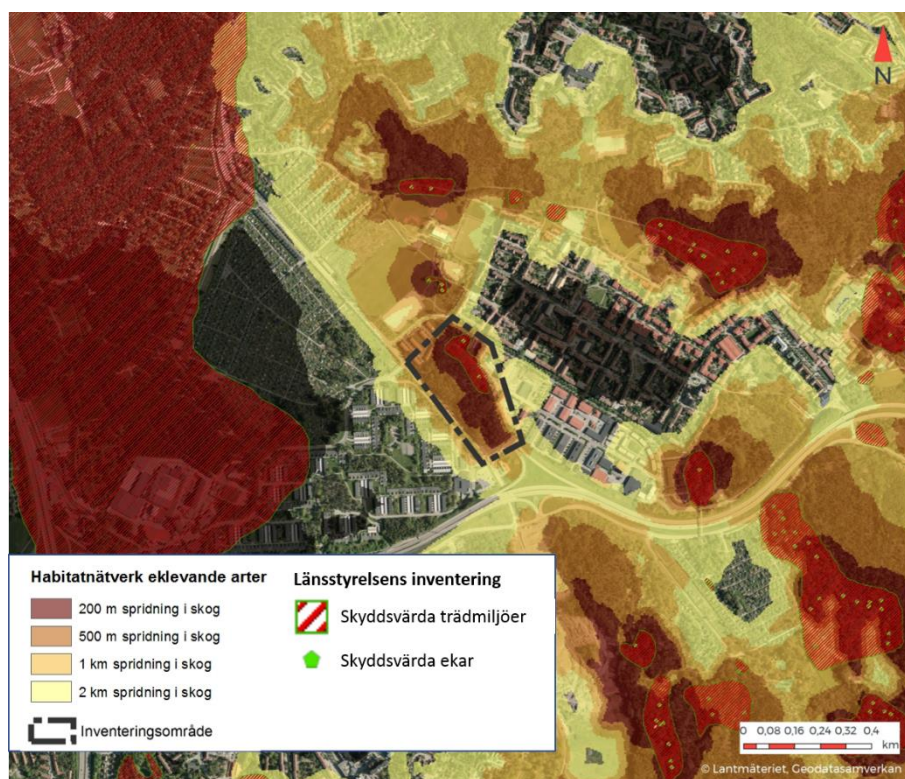 N
Habitatnätverk eklevande arter
200 m spridning i skog
500 m spridning i skog
1 km spridning i skog
2 km spridning i skog
Inventeringsområde
Länsstyrelsens inventering
Skyddsvärda trädmiljöer
Skyddsvärda ekar
0 0,08 0,16 0,24 0,32 0,4
km
© Lantmäteriet, Geodatasamverkan